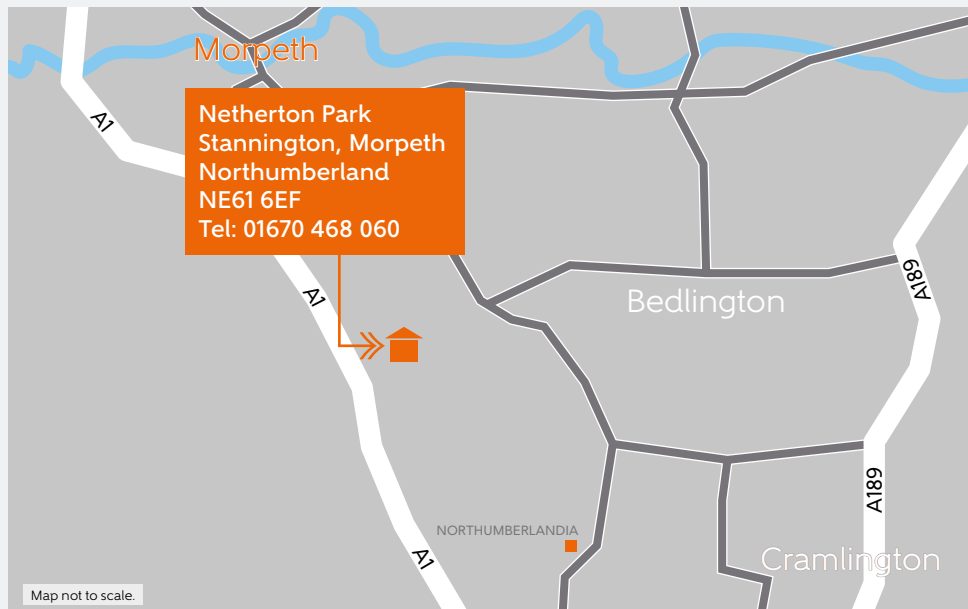 Morpeth
A1
Netherton Park
Stannington, Morpeth
Northumberland
NE61 6EF
Tel: 01670 468 060
A189
A1
Bedlington
A189
NORTHUMBERLANDIA
A1
Cramlington
Map not to scale.